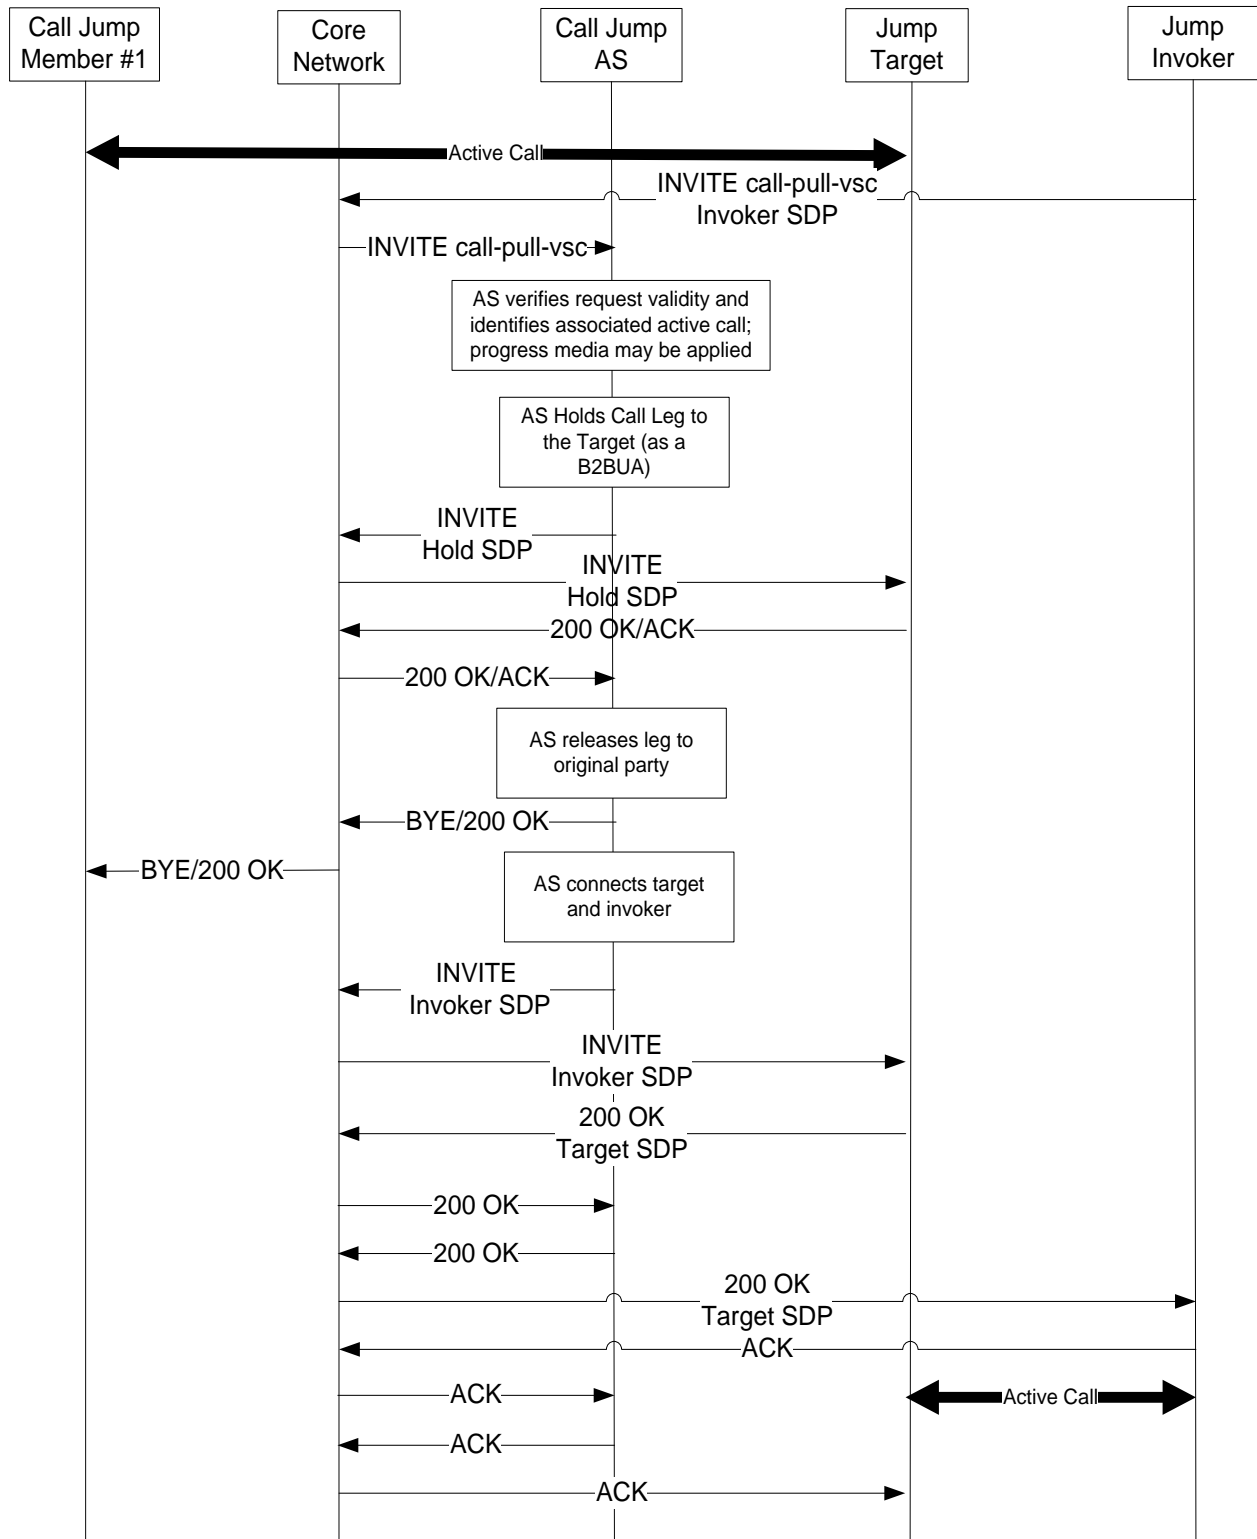 Call Jump
Member #1
Core
Network
Call Jump
AS
Jump
Target
Jump
Invoker
Active Call
INVITE call-pull-vsc
Invoker SDP
INVITE call-pull-vsc
AS verifies request validity and
identifies associated active call;
progress media may be applied
AS Holds Call Leg to
the Target (as a
B2BUA)
INVITE
Hold SDP
INVITE
Hold SDP
200 OK/ACK
200 OK/ACK
AS releases leg to
original party
BYE/200 OK
BYE/200 OK
AS connects target
and invoker
INVITE
Invoker SDP
INVITE
Invoker SDP
200 OK
Target SDP
200 OK
200 OK
200 OK
Target SDP
ACK
ACK
Active Call
ACK
ACK